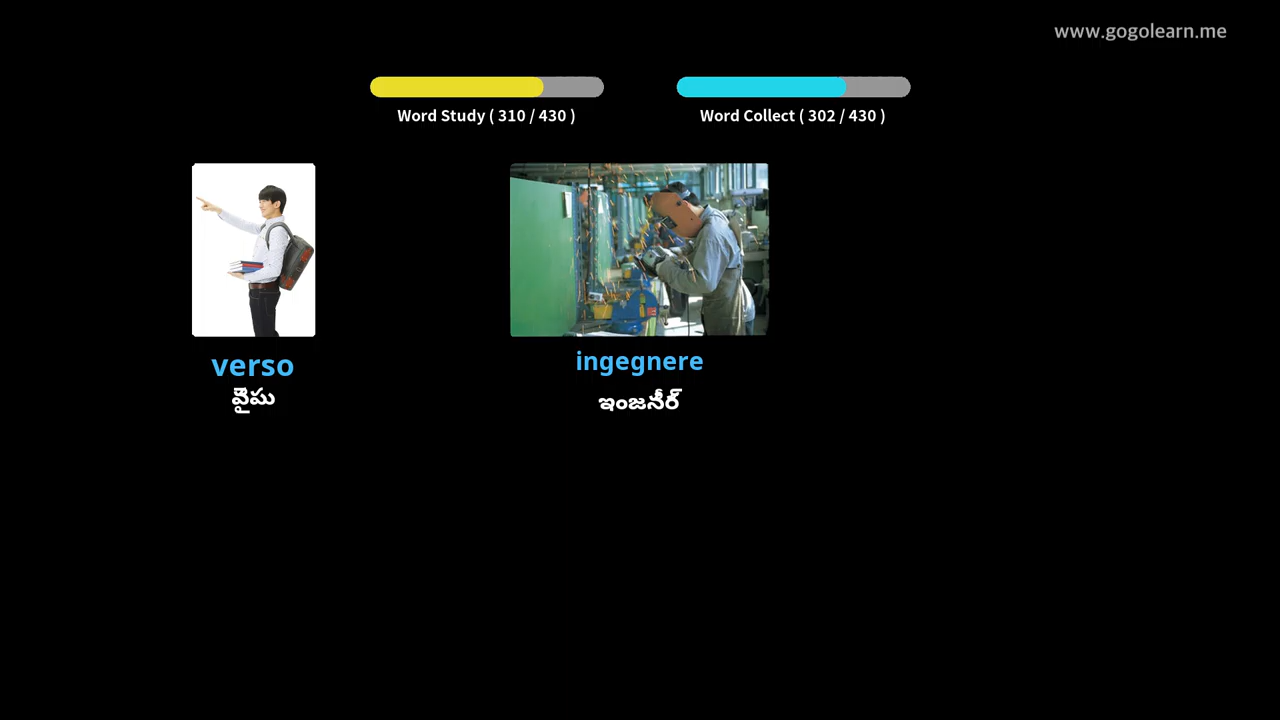 www.gogolearn.me
Word Study ( 310 / 430 )
Word Collect ( 302 / 430 )
verso
వైపు
ingegnere
ఇంజనీర్